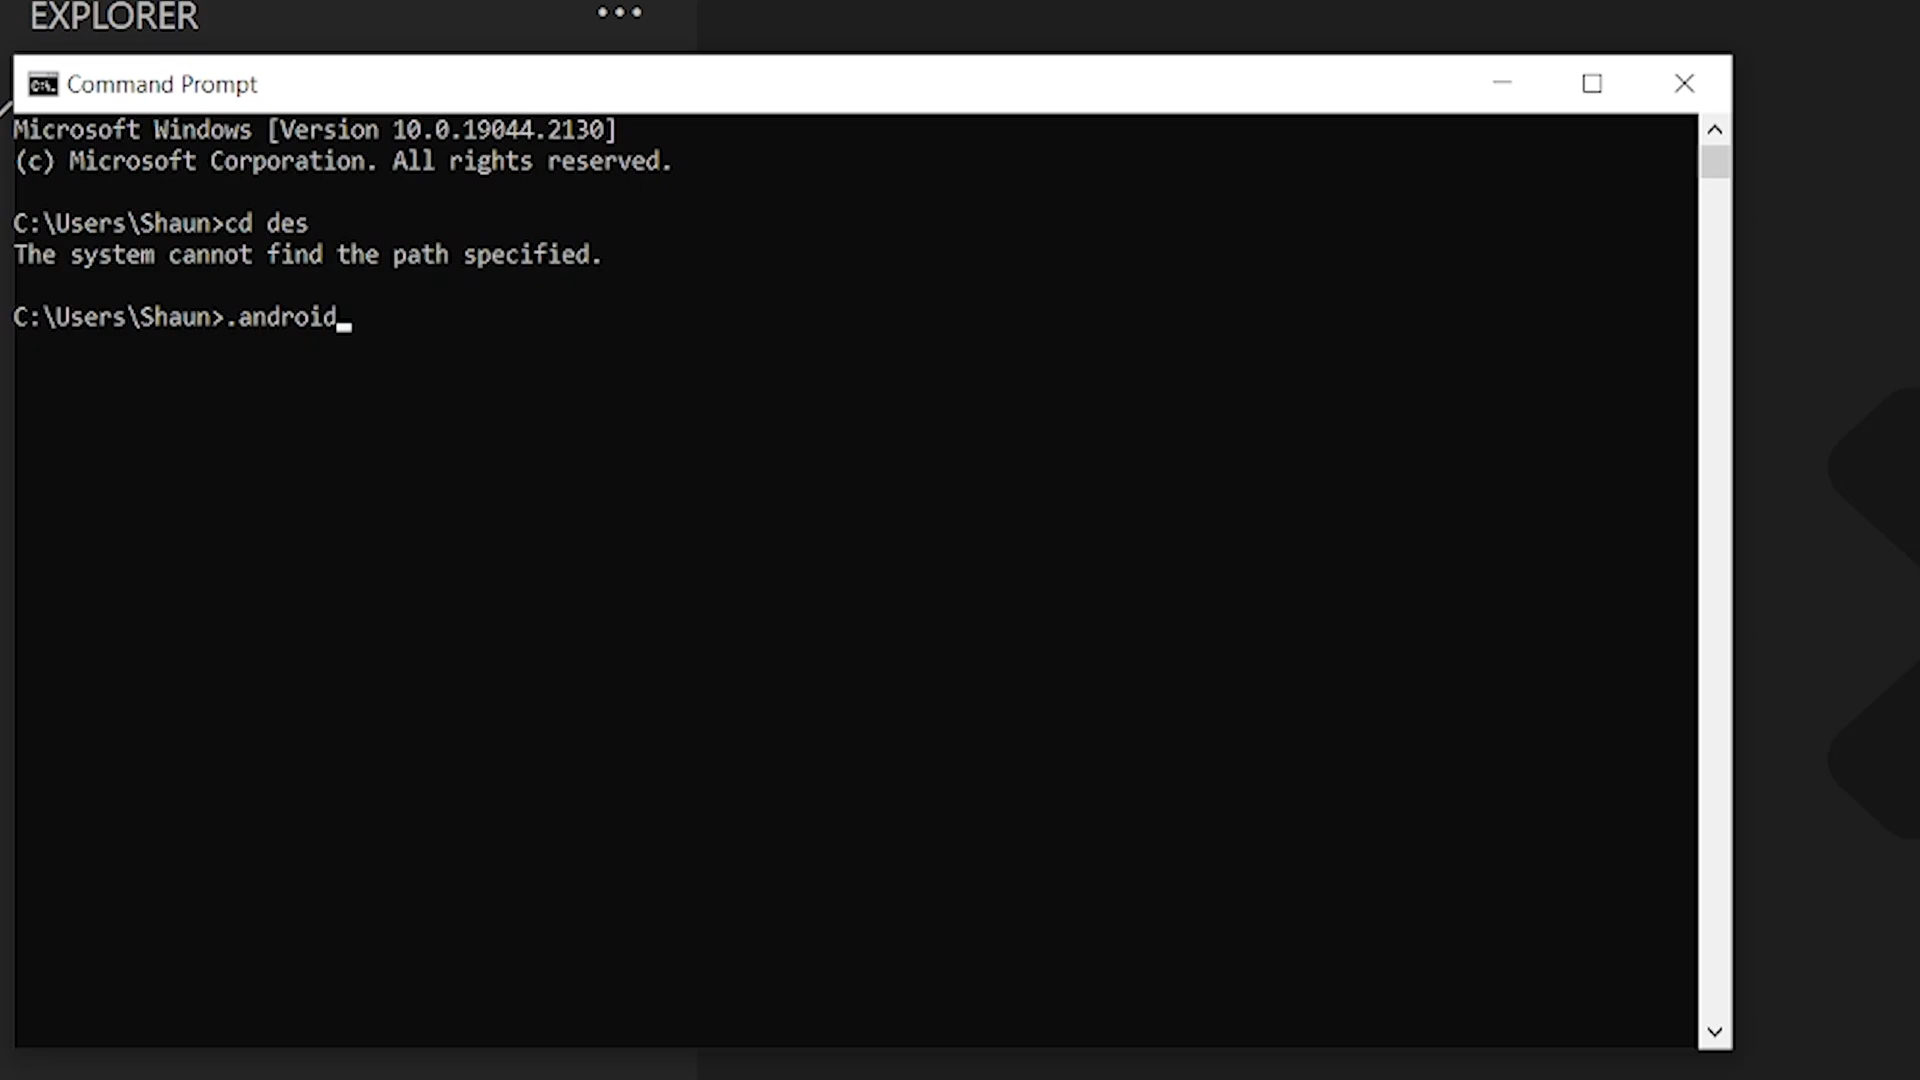 EXPLORER
Command Prompt
Microsoft Windows [Version 10.0.19044.2130]
(c) Microsoft Corporation. All rights reserved.
C:\Users\Shaun>cd des
The system cannot find the path specified.
C:\Users\Shaun>.android